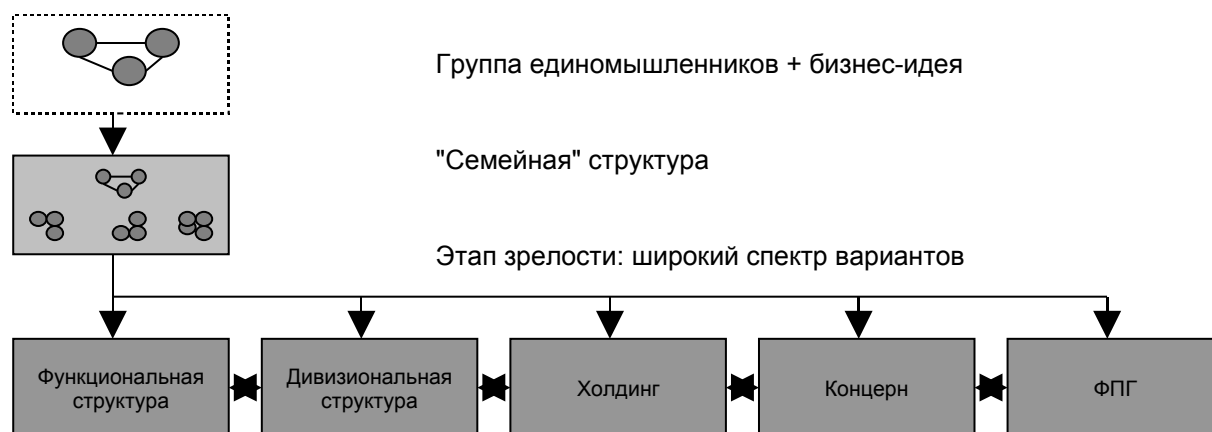 Группа единомышленников + бизнес-идея
"Семейная" структура
Этап зрелости: широкий спектр вариантов
Функциональная
структура
Дивизиональная
структура
Холдинг
Концерн
ФПГ